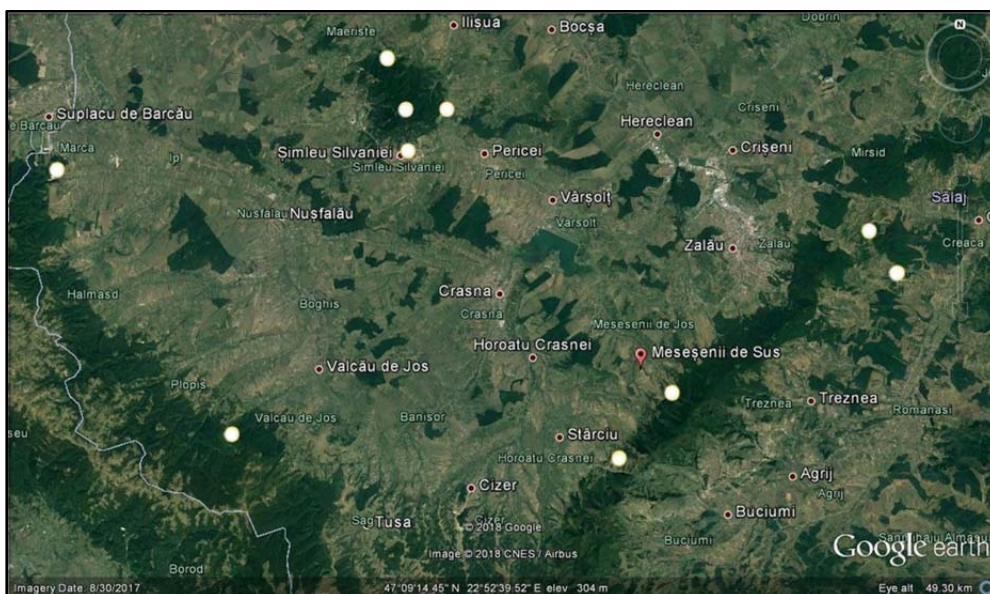 Ilișua
Bocșa
Dobrin
Maeriste
Hereclean
Suplacu de Barcău
Criseni
e Barcau
Hereclean
Marca
Ip
Șimleu Silvaniei
Pericei
Crișeni
Mirsid
Simleu Silvaniei
Pericei
Nusfalau
Nușfalău
Vârșolț
Sălaj
Varsolt
Zalău
Zalau
Creaca
Halmasd
Crasna
Boghis
Crasna
Mesesenii de Jos
Horoatu Crasnei
Meseșenii de Sus
Valcău de Jos
Plopis
Treznea
Treznea
Romanasi
Valcau de Jos
Banisor
Stârciu
Horoatu Crasnei
Agrij
Cizer
Agrij
Sag
Tusa
Cizer
Buciumi
Buciumi
© 2018 Google
Image © 2018 CNES / Airbus
Google earth
Borod
Imagery Date 8/30/2017
47°09'14.45" N 22°52'39.52" E elev 304 m
Eye alt 49.30 km
N